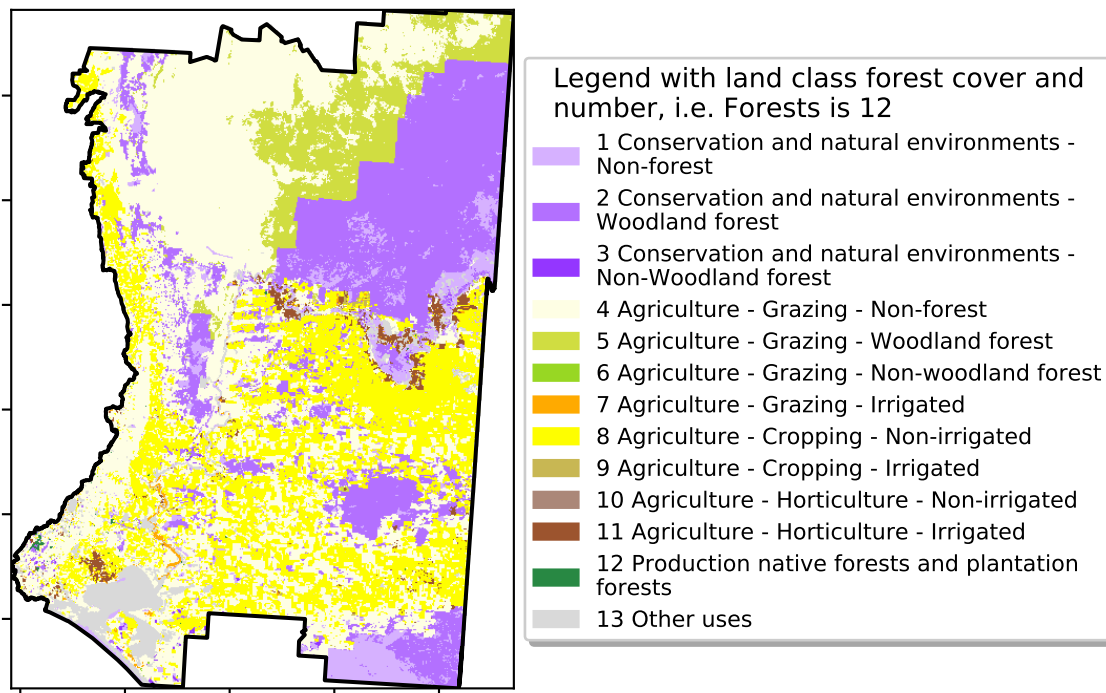 Legend with land class forest cover and
number, i.e. Forests is 12
1 Conservation and natural environments -
Non-forest
2 Conservation and natural environments -
Woodland forest
3 Conservation and natural environments -
Non-Woodland forest
4 Agriculture - Grazing - Non-forest
5 Agriculture - Grazing - Woodland forest
6 Agriculture - Grazing - Non-woodland forest
7 Agriculture - Grazing - Irrigated
8 Agriculture - Cropping - Non-irrigated
9 Agriculture - Cropping - Irrigated
10 Agriculture - Horticulture - Non-irrigated
11 Agriculture - Horticulture - Irrigated
12 Production native forests and plantation
forests
13 Other uses